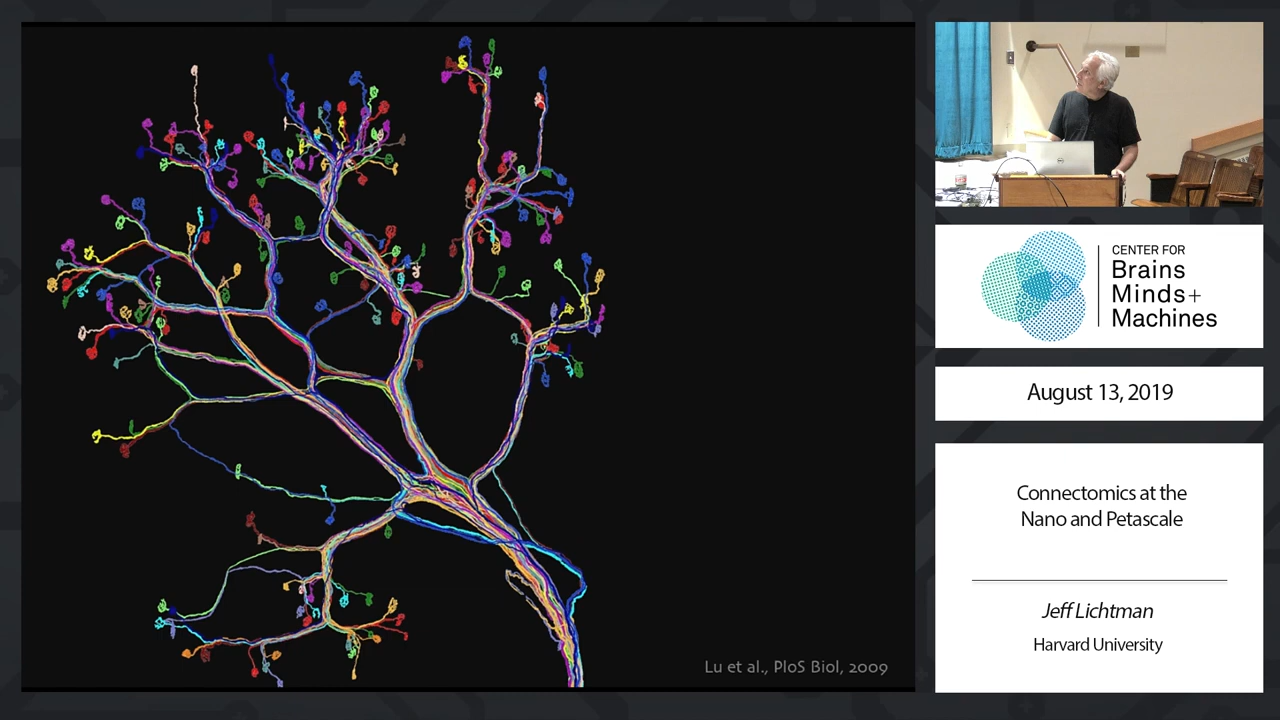 Lu et al., PloS Biol, 2009
CENTER FOR
Brains
Minds+
Machines
August 13, 2019
Connectomics at the
Nano and Petascale
Jeff Lichtman
Harvard University